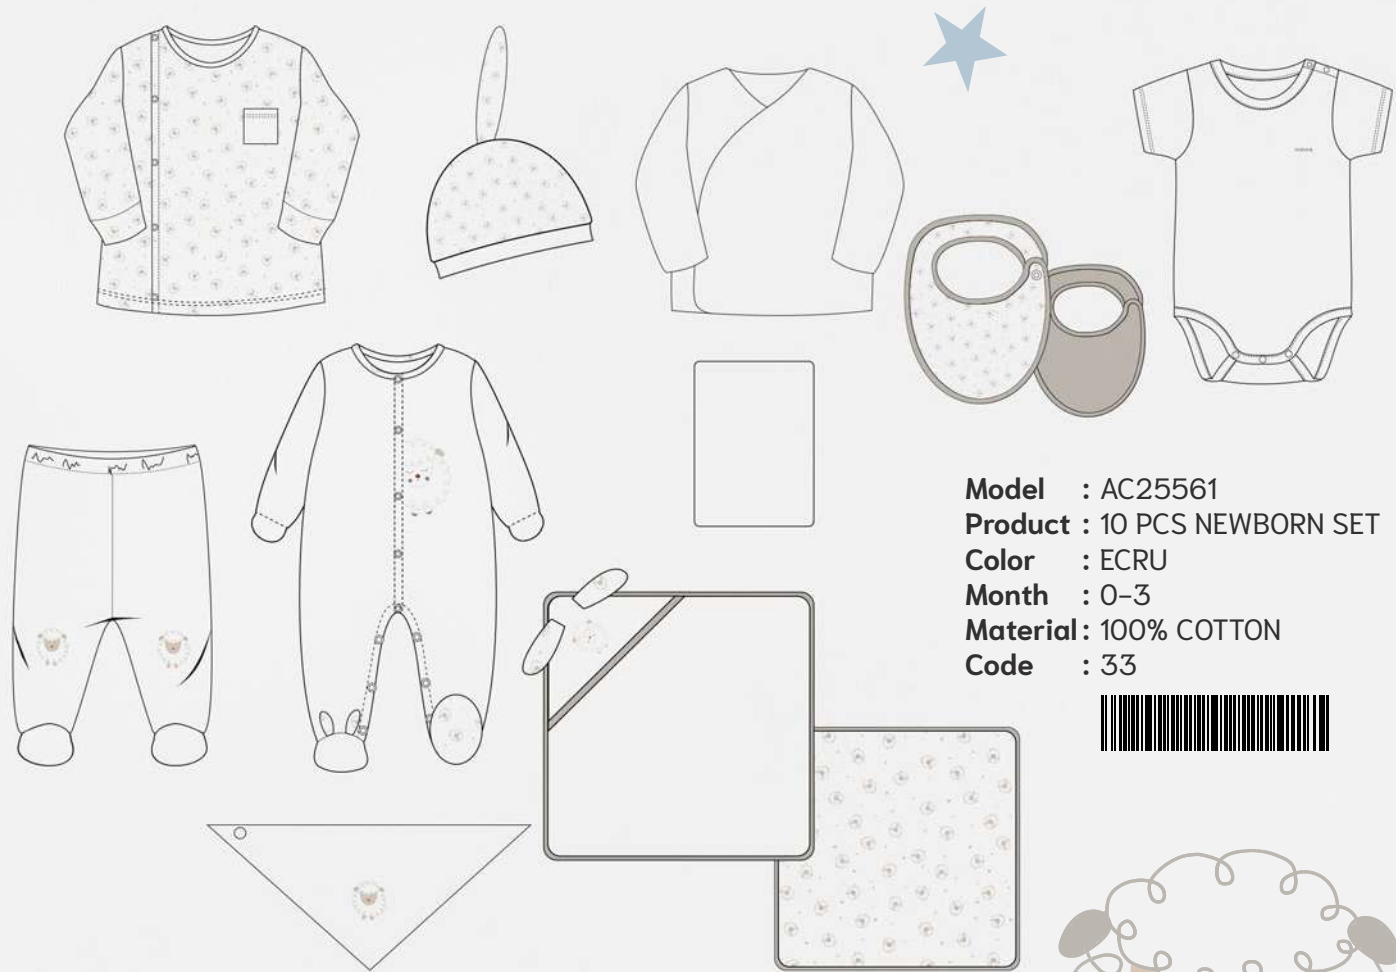 Model : AC25561
Product : 10 PCS NEWBORN SET
Color : ECRU
Month : 0-3
Material : 100% COTTON
Code : 33